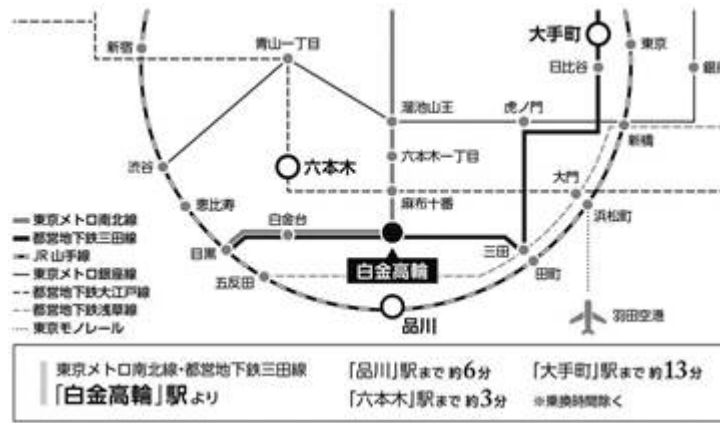 大手町
新宿
青山一丁目
東京
日比谷
銀座
溜池山王
虎ノ門
新橋
六本木一丁目
渋谷
六本木
大門
麻布十番
恵比寿
浜松町
白金台
目黒
三田
白金高輪
田町
五反田
品川
羽田空港
東京メトロ南北線
都営地下鉄三田線
JR山手線
東京メトロ銀座線
都営地下鉄大江戸線
都営地下鉄浅草線
東京モノレール
東京メトロ南北線・都営地下鉄三田線
「白金高輪」駅より
「品川」駅まで約6分
「大手町」駅まで約13分
「六本木」駅まで約3分
※乗換時間除く